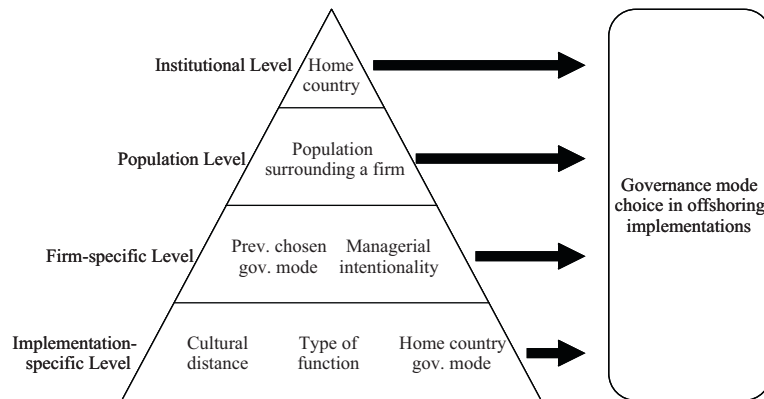 Institutional Level
Home
country
Population Level
Population
surrounding a firm
Governance mode
choice in offshoring
implementations
Firm-specific Level
Prev. chosen
gov. mode
Managerial
intentionality
Implementation-
specific Level
Cultural
distance
Type of
function
Home country
gov. mode